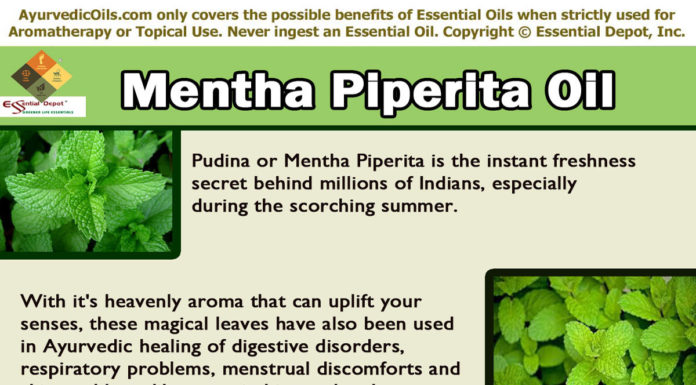 AyurvedicOils.com only covers the possible benefits of Essential Oils when strictly used for
Aromatherapy or Topical Use. Never ingest an Essential Oil. Copyright © Essential Depot, Inc.
Essential Depot
GREENER LIFE ESSENTIALS
Mentha Piperita Oil
Pudina or Mentha Piperita is the instant freshness
secret behind millions of Indians, especially
during the scorching summer.
With it's heavenly aroma that can uplift your
senses, these magical leaves have also been used
in Ayurvedic healing of digestive disorders,
respiratory problems, menstrual discomforts and